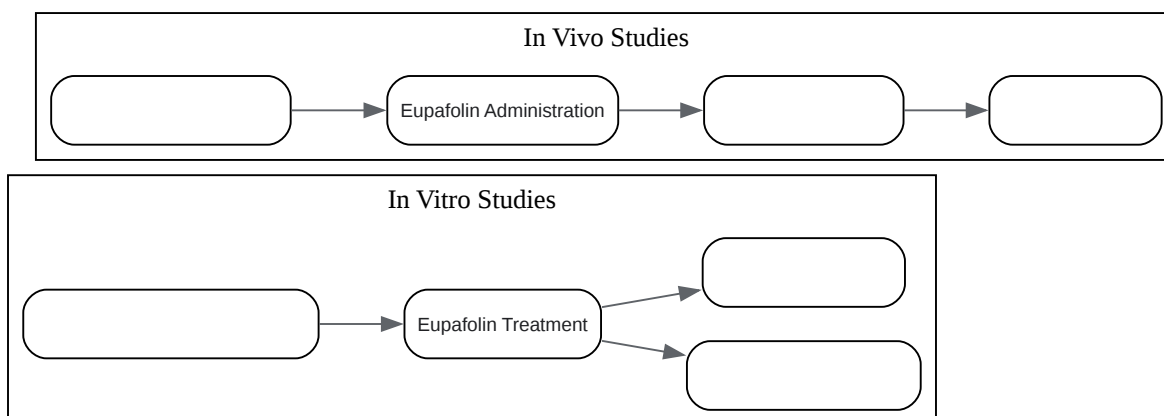 In Vivo Studies
Eupafolin Administration
In Vitro Studies
Eupafolin Treatment